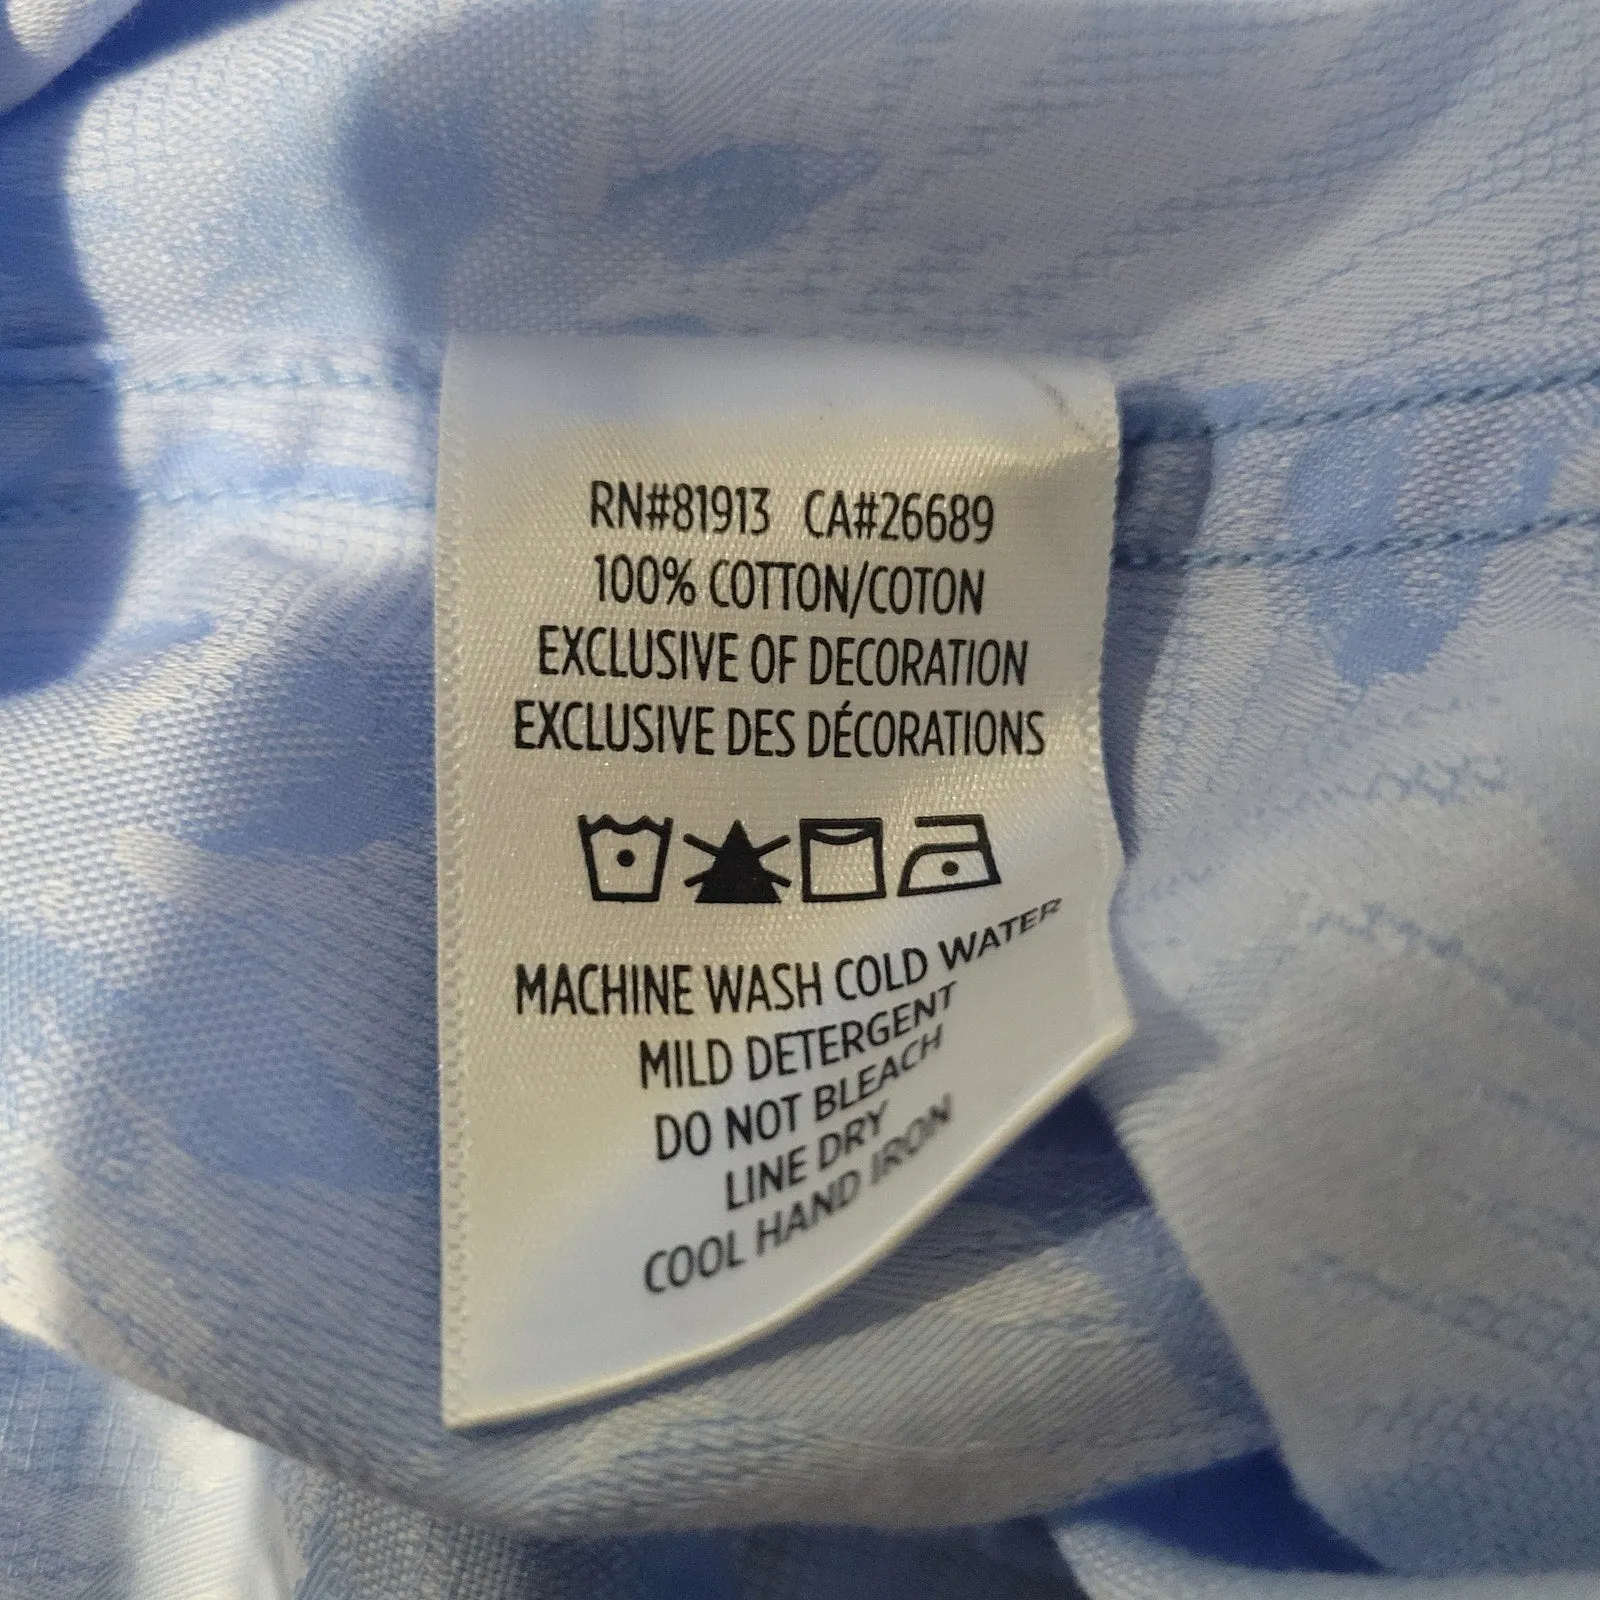 RN#81913 CA#26689
100% COTTON/COTON
EXCLUSIVE OF DECORATION
EXCLUSIVE DES DÉCORATIONS
MACHINE WASH COLD WATER
MILD DETERGENT
DO NOT BLEACH
LINE DRY
COOL HAND IRON